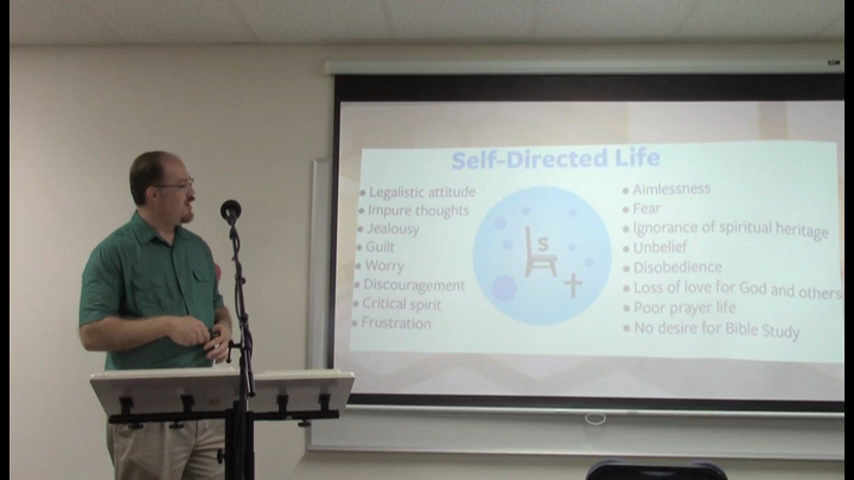 Self-Directed Life
• Legalistic attitude
• Impure thoughts
• Jealousy
• Guilt
• Worry
• Discouragement
• Critical spirit
• Frustration
S
• Aimlessness
• Fear
• Ignorance of spiritual heritage
• Unbelief
• Disobedience
• Loss of love for God and others
• Poor prayer life
• No desire for Bible Study